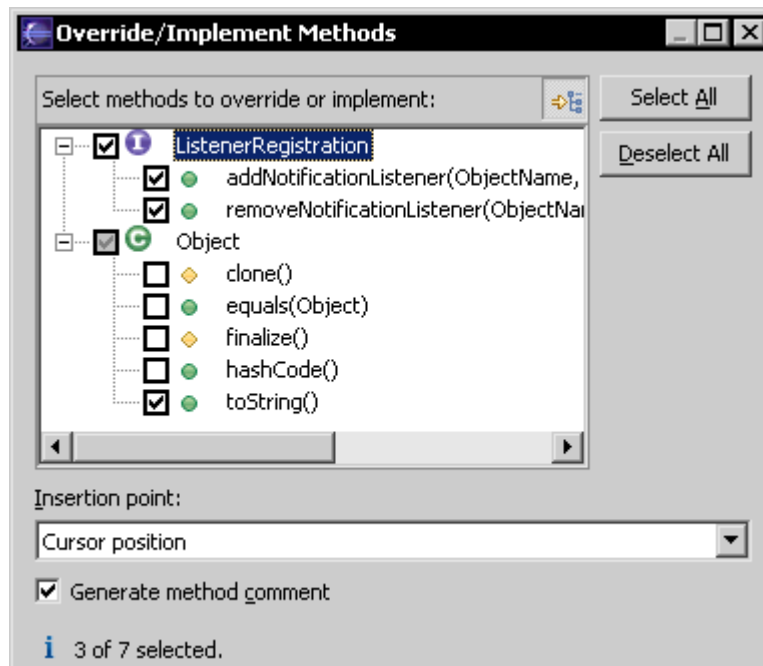 Override/Implement Methods
Select methods to override or implement:
Select All
Deselect All
ListenerRegistration
addNotificationListener(ObjectName,
removeNotificationListener(ObjectNa
Object
clone()
equals(Object)
finalize()
hashCode()
toString()
Insertion point:
Cursor position
Generate method comment
3 of 7 selected.